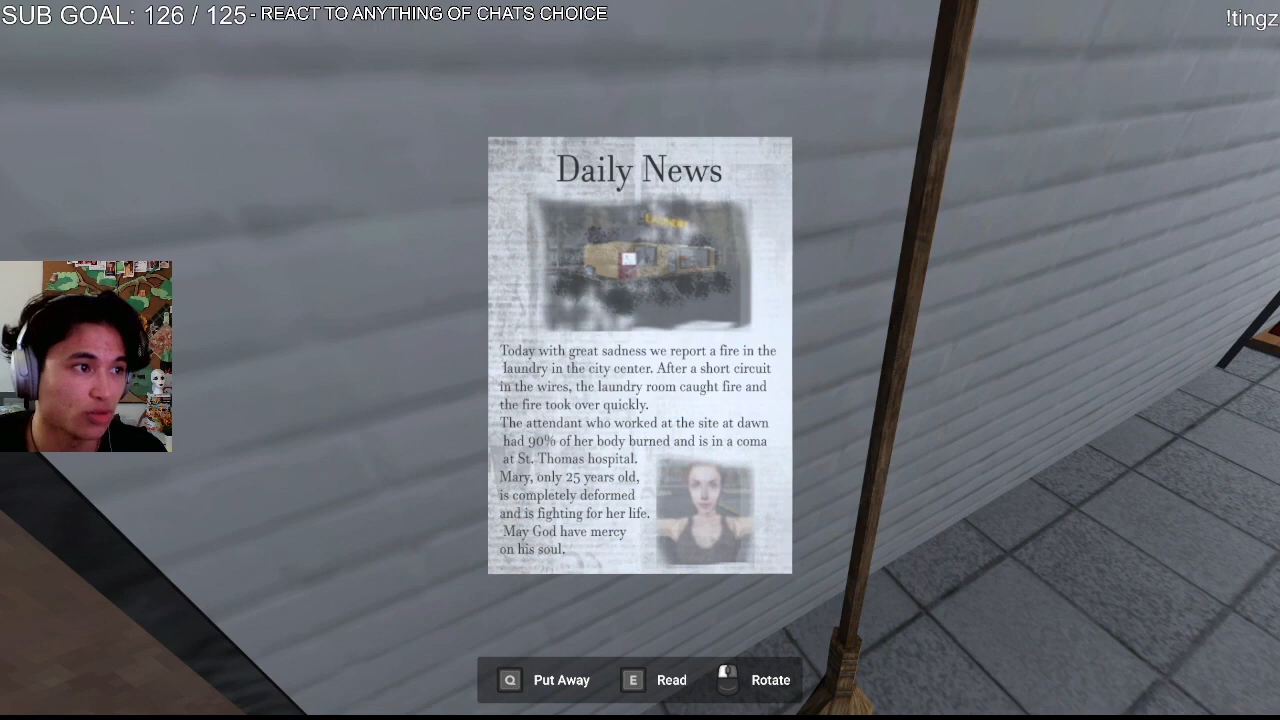 SUB GOAL: 126 / 125 - REACT TO ANYTHING OF CHATS CHOICE
!tingz
Daily News
Today with great sadness we report a fire in the
laundry in the city center. After a short circuit
in the wires, the laundry room caught fire and
the fire took over quickly.
The attendant who worked at the site at dawn
had 90% of her body burned and is in a coma
at St. Thomas hospital.
Mary, only 25 years old,
is completely deformed
and is fighting for her life.
May God have mercy
on his soul.
Q Put Away E Read Rotate